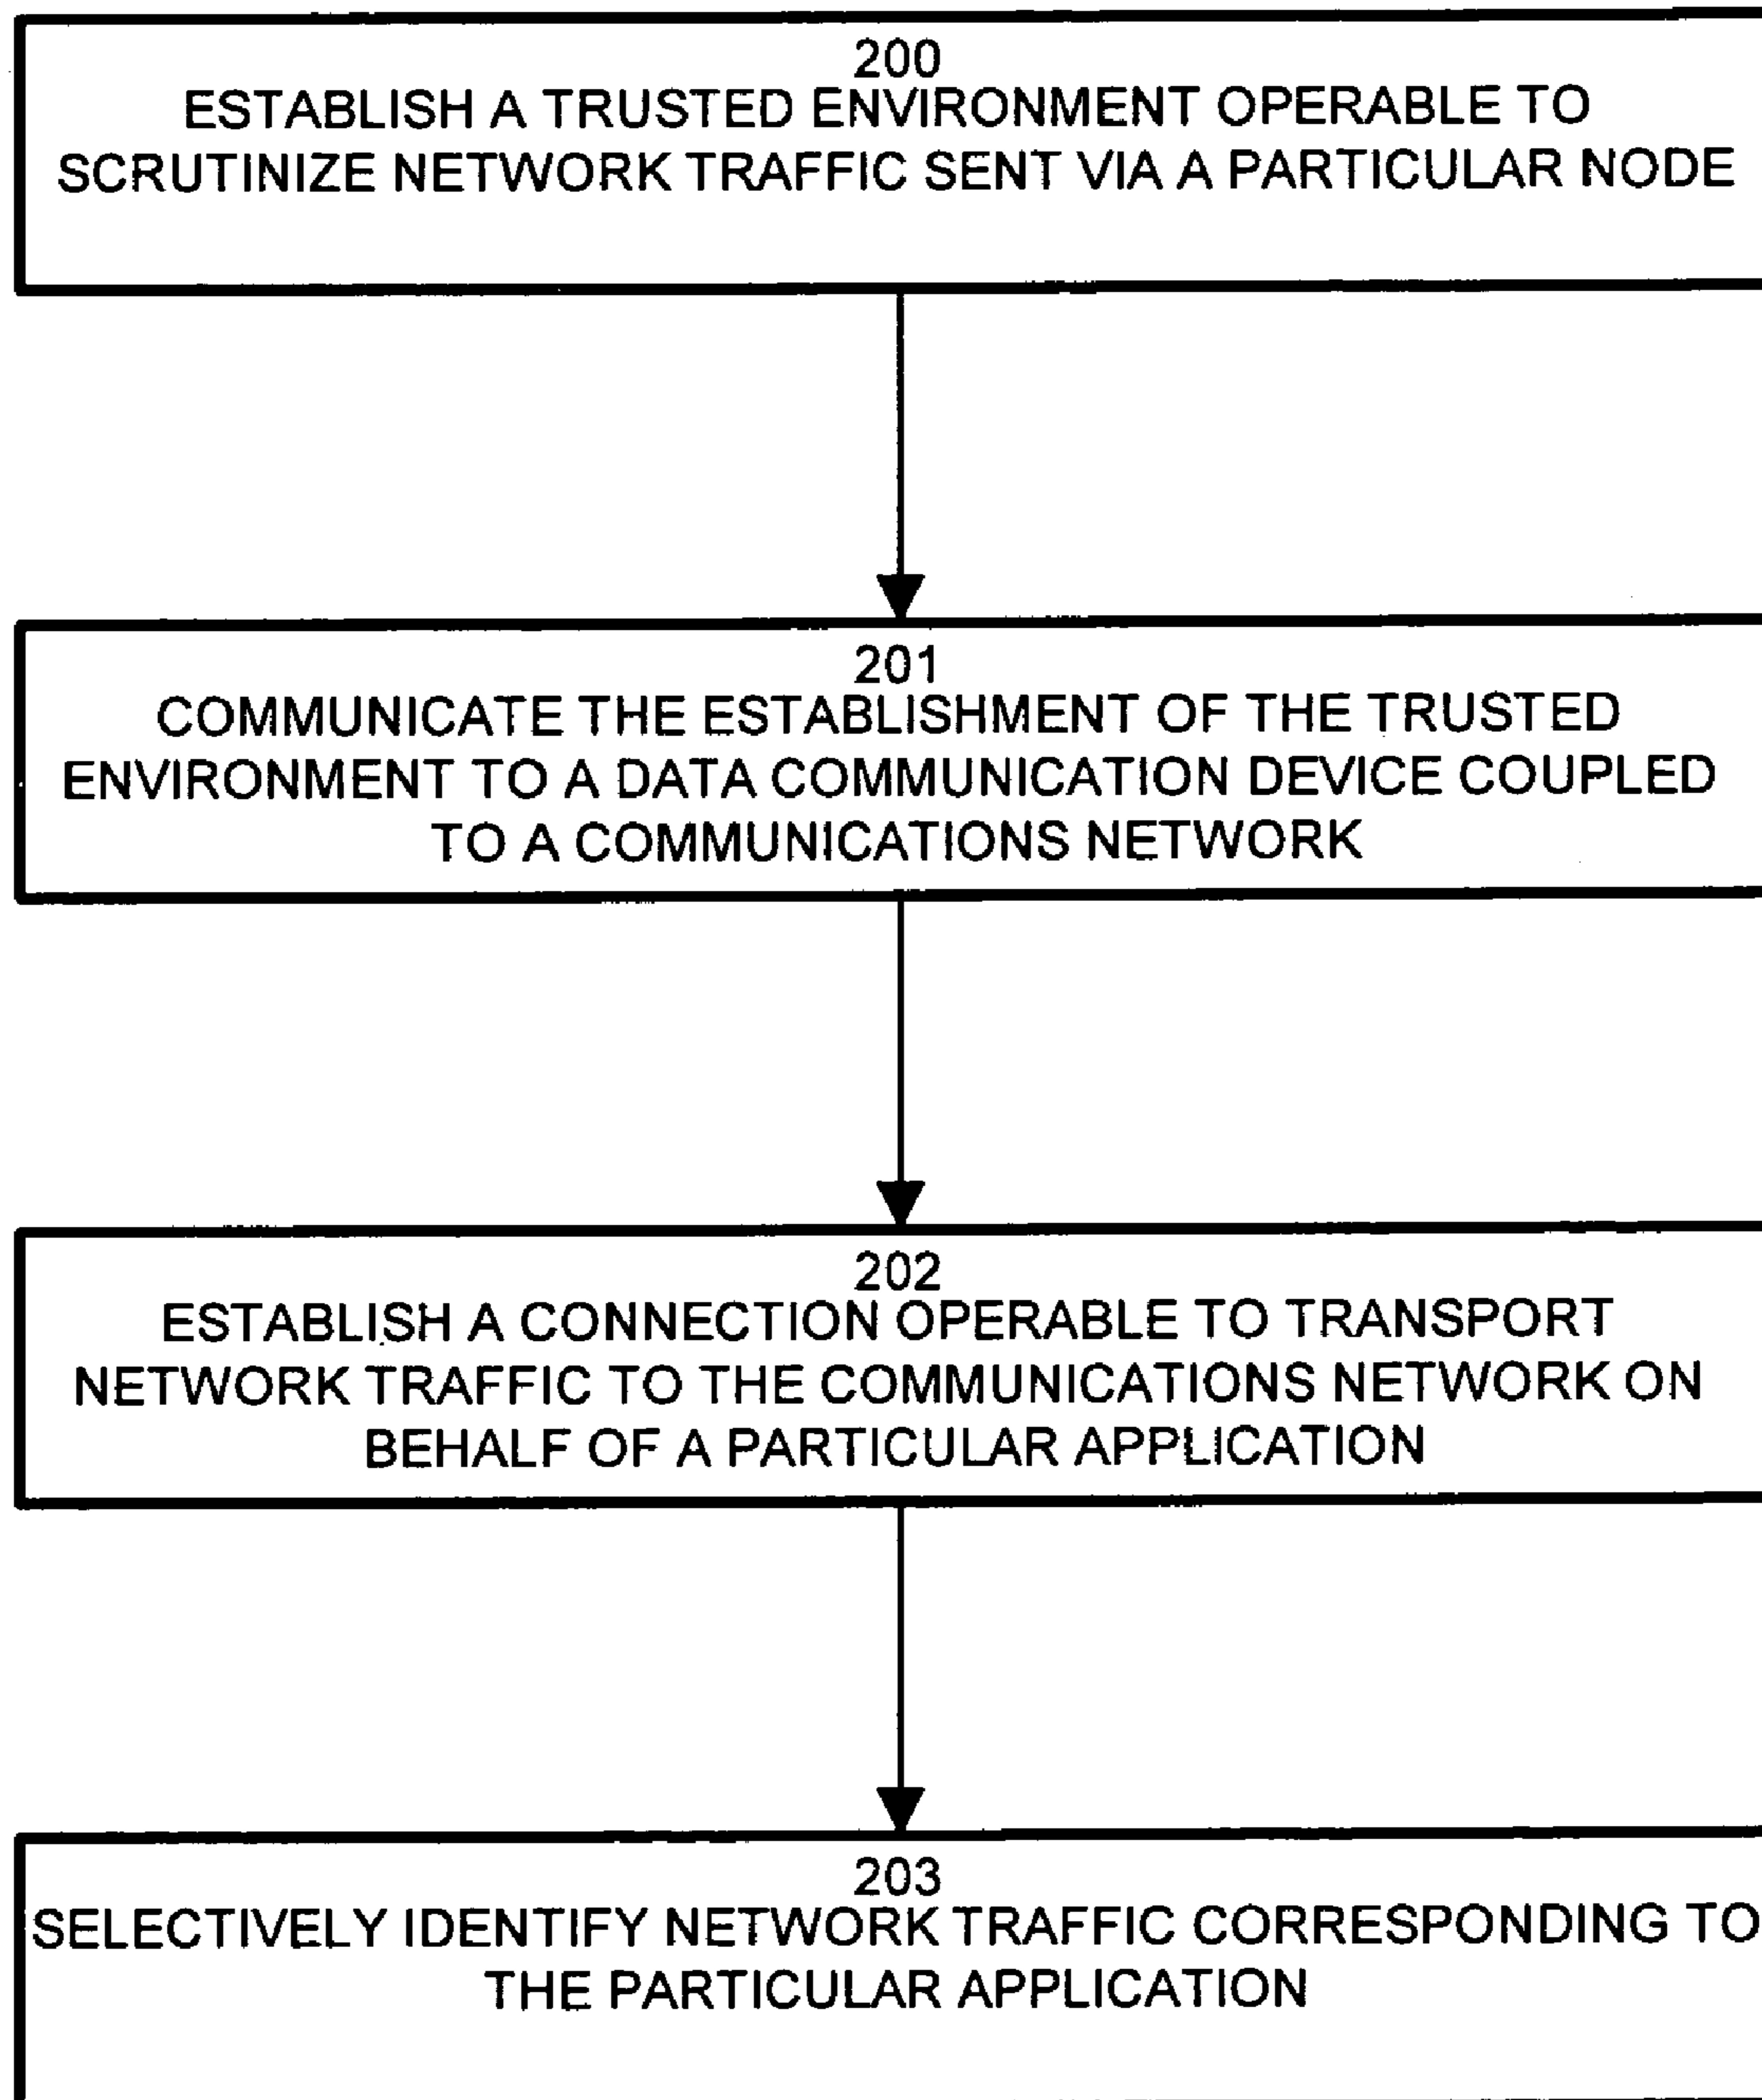 200
ESTABLISH A TRUSTED ENVIRONMENT OPERABLE TO
SCRUTINIZE NETWORK TRAFFIC SENT VIA A PARTICULAR NODE
201
COMMUNICATE THE ESTABLISHMENT OF THE TRUSTED
ENVIRONMENT TO A DATA COMMUNICATION DEVICE COUPLED
TO A COMMUNICATIONS NETWORK
202
ESTABLISH A CONNECTION OPERABLE TO TRANSPORT
NETWORK TRAFFIC TO THE COMMUNICATIONS NETWORK ON
BEHALF OF A PARTICULAR APPLICATION
203
SELECTIVELY IDENTIFY NETWORK TRAFFIC CORRESPONDING TO
THE PARTICULAR APPLICATION